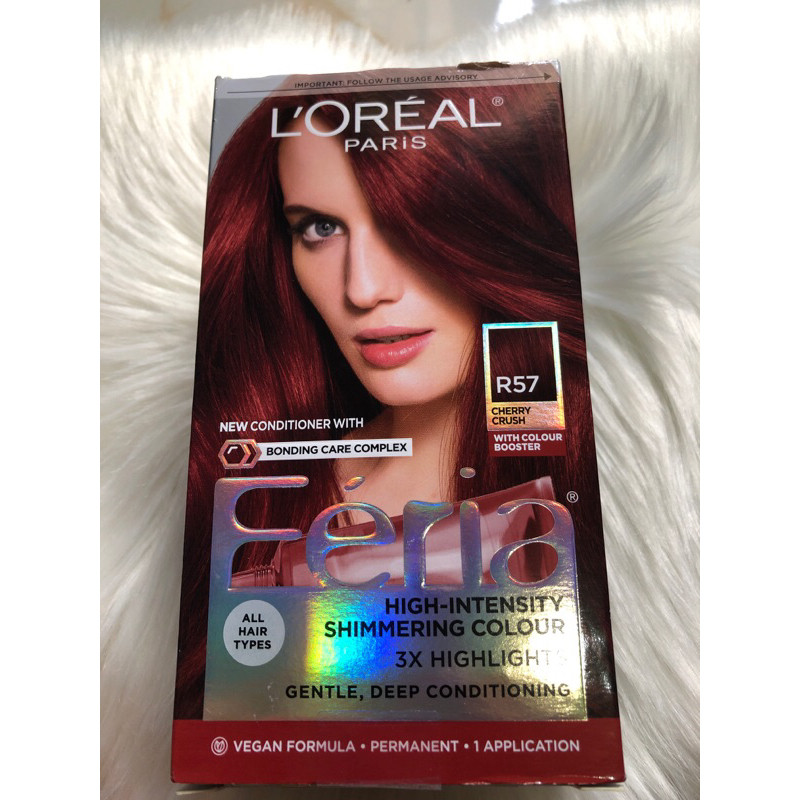 IMPORTANT: FOLLOW THE USAGE ADVISORY
L'ORÉAL®
PARIS
R57
CHERRY
CRUSH
WITH COLOUR
BOOSTER
NEW CONDITIONER WITH
BONDING CARE COMPLEX
Féria®
ALL
HAIR
TYPES
HIGH-INTENSITY
SHIMMERING COLOUR
3X HIGHLIGHTS
GENTLE, DEEP CONDITIONING
VEGAN FORMULA • PERMANENT • 1 APPLICATION